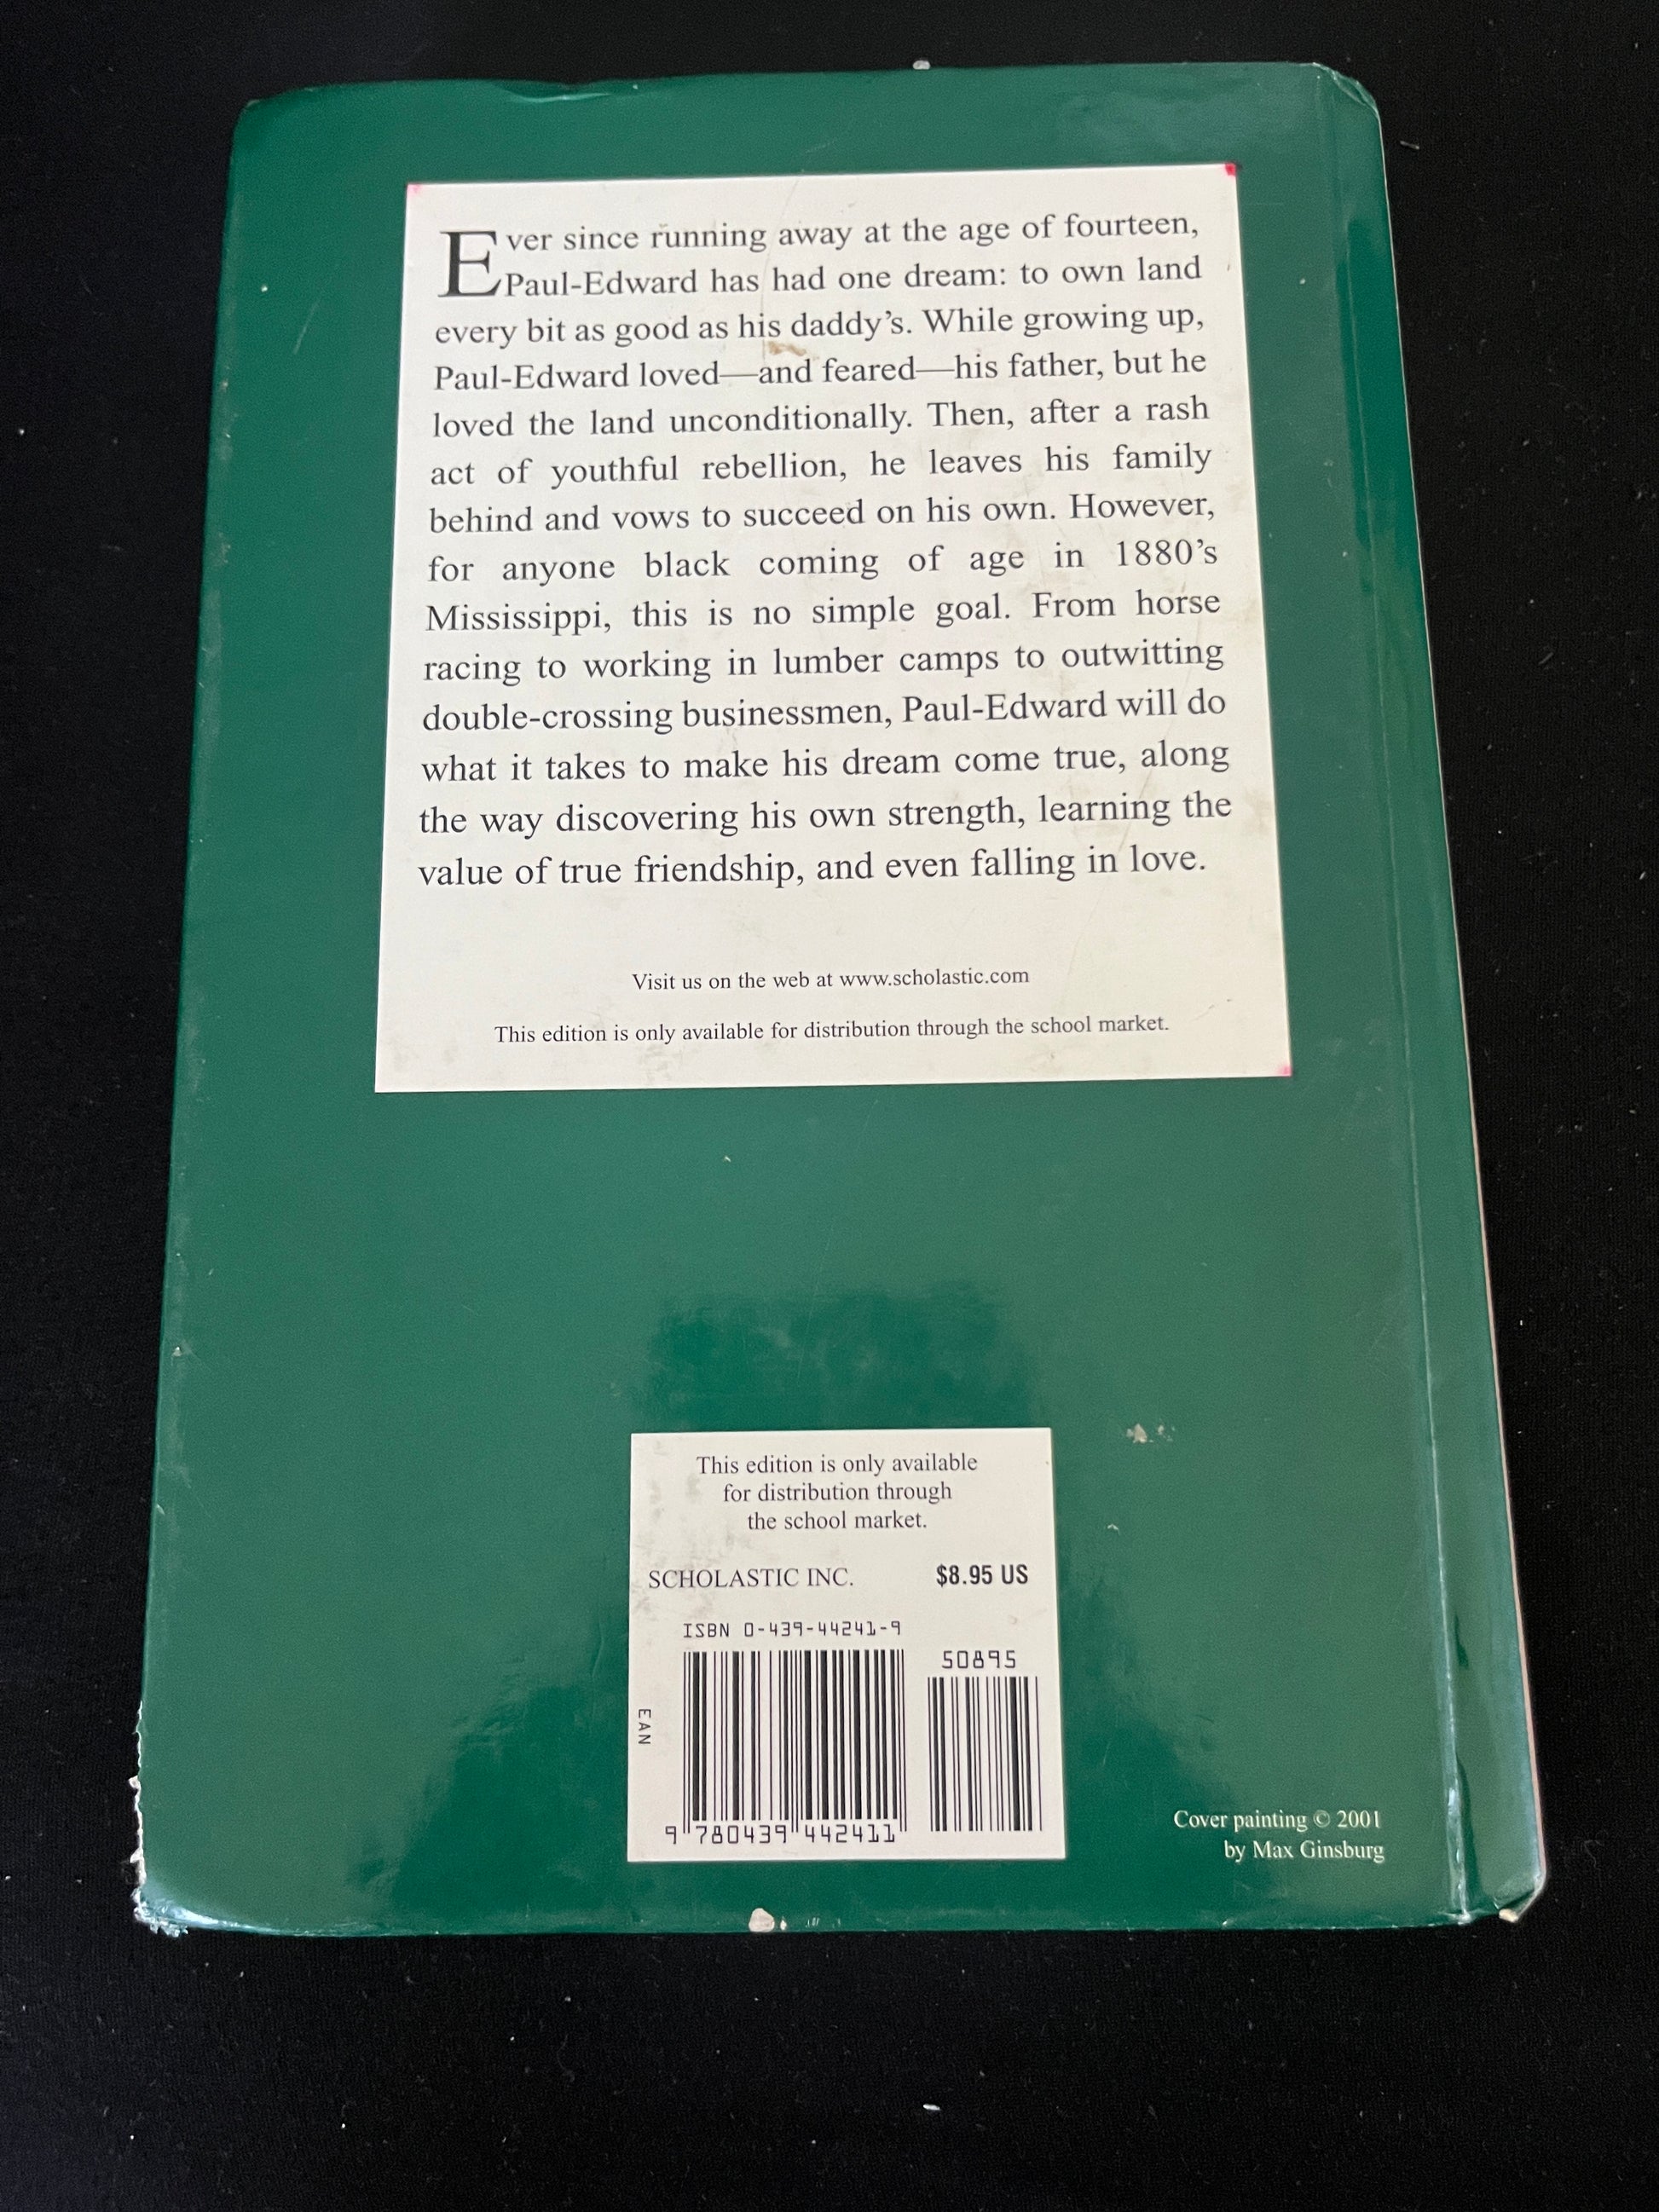 Ever since running away at the age of fourteen,
Paul-Edward has had one dream: to own land
every bit as good as his daddy's. While growing up,
Paul-Edward loved—and feared—his father, but he
loved the land unconditionally. Then, after a rash
act of youthful rebellion, he leaves his family
behind and vows to succeed on his own. However,
for anyone black coming of age in 1880's
Mississippi, this is no simple goal. From horse
racing to working in lumber camps to outwitting
double-crossing businessmen, Paul-Edward will do
what it takes to make his dream come true, along
the way discovering his own strength, learning the
value of true friendship, and even falling in love.
Visit us on the web at www.scholastic.com
This edition is only available for distribution through the school market.
This edition is only available
for distribution through
the school market.
SCHOLASTIC INC. $8.95 US
ISBN 0-439-44241-9
50895
EAN
9 780439 442411
Cover painting © 2001
by Max Ginsburg